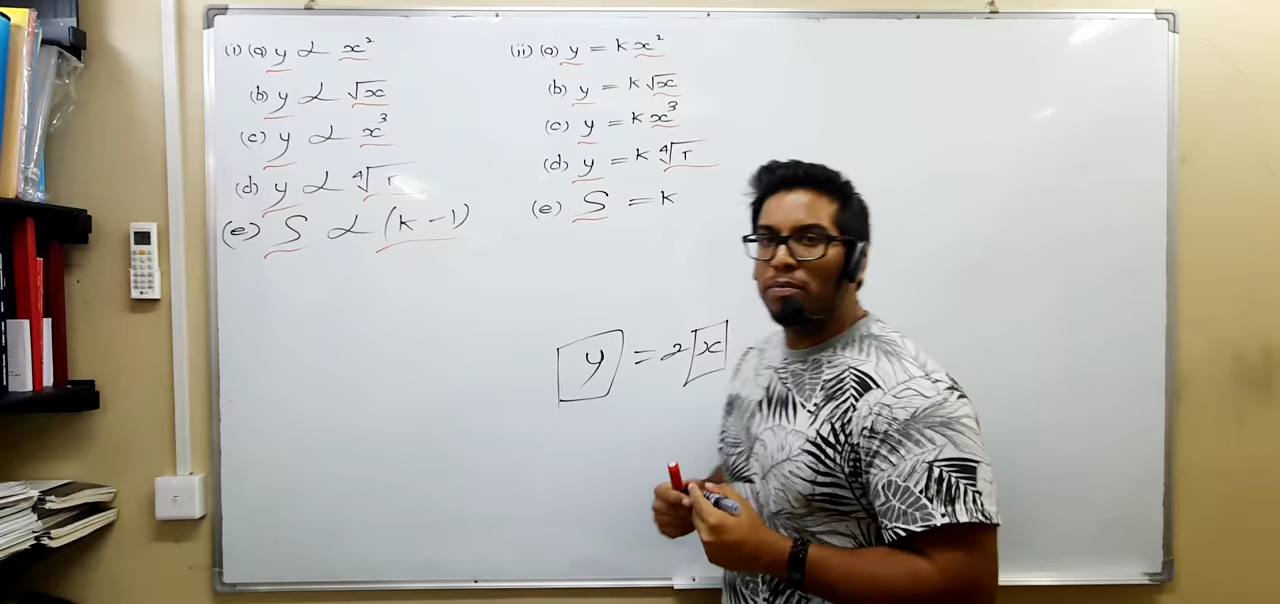 (i) (a) y ∝ x²
(b) y ∝ √x
(c) y ∝ x³
(d) y ∝ ⁴√T
(e) S ∝ (k - 1)
(ii) (a) y = k x²
(b) y = k √x
(c) y = k x³
(d) y = k ⁴√T
(e) S = k
y = 2 x